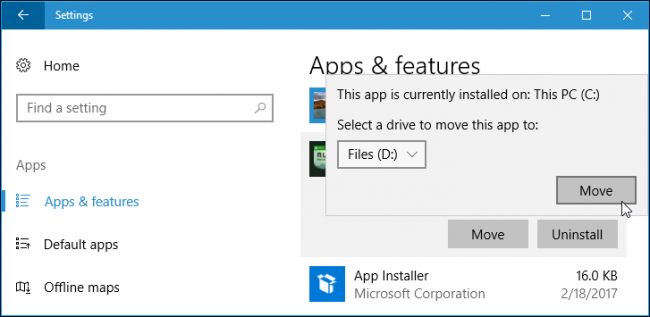 Settings
Home
Find a setting
Apps
Apps & features
Default apps
Offline maps
Apps & features
This app is currently installed on: This PC (C:)
Select a drive to move this app to:
Files (D:)
Move
Move Uninstall
App Installer 16.0 KB
Microsoft Corporation 2/18/2017